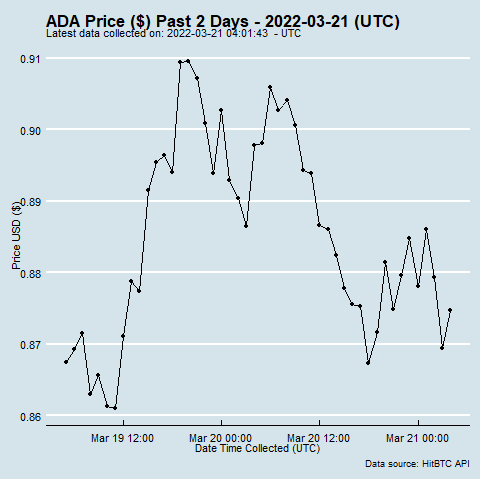 ADA Price ($) Past 2 Days - 2022-03-21 (UTC)
Latest data collected on: 2022-03-21 04:01:43 - UTC
0.91
0.90
0.89
0.88
0.87
0.86
Price USD ($)
Mar 19 12:00
Mar 20 00:00
Mar 20 12:00
Mar 21 00:00
Date Time Collected (UTC)
Data source: HitBTC API